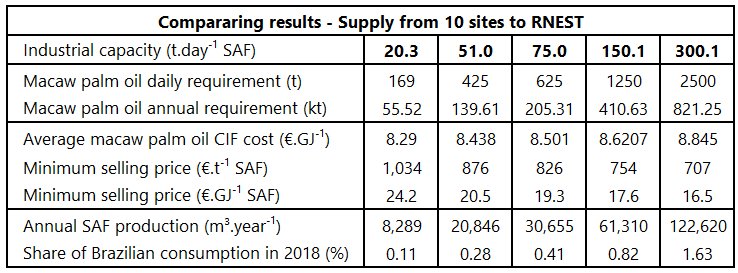 Compararing results - Supply from 10 sites to RNEST
Industrial capacity (t.day⁻¹ SAF) 20.3 51.0 75.0 150.1 300.1
Macaw palm oil daily requirement (t) 169 425 625 1250 2500
Macaw palm oil annual requirement (kt) 55.52 139.61 205.31 410.63 821.25
Average macaw palm oil CIF cost (€.GJ⁻¹) 8.29 8.438 8.501 8.6207 8.845
Minimum selling price (€.t⁻¹ SAF) 1,034 876 826 754 707
Minimum selling price (€.GJ⁻¹ SAF) 24.2 20.5 19.3 17.6 16.5
Annual SAF production (m³.year⁻¹) 8,289 20,846 30,655 61,310 122,620
Share of Brazilian consumption in 2018 (%) 0.11 0.28 0.41 0.82 1.63